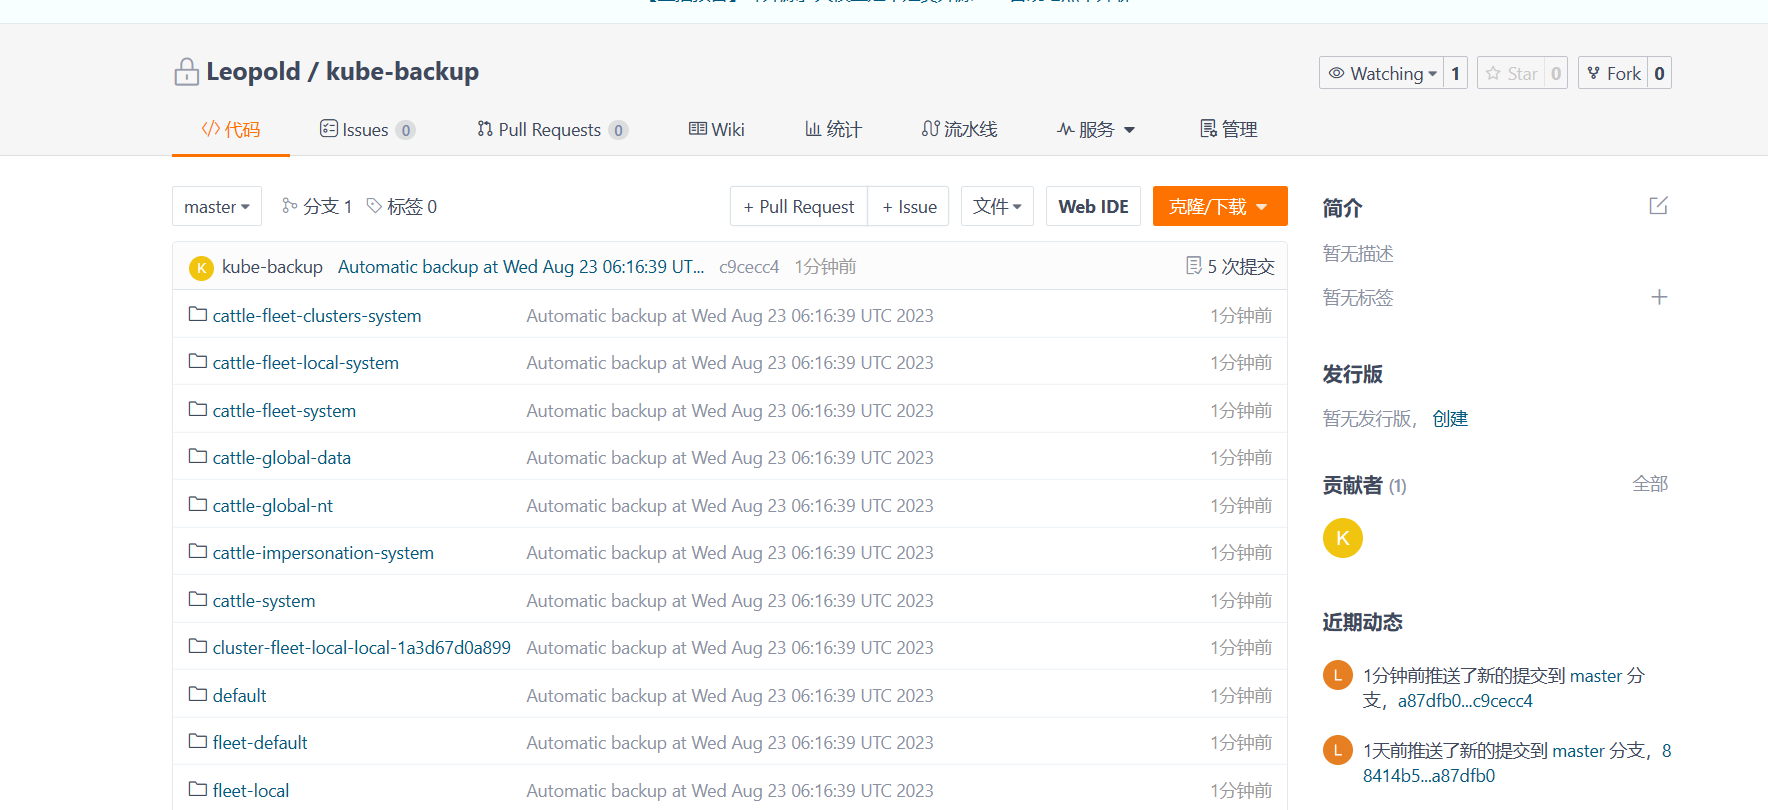 Leopold / kube-backup
Watching 1
Star 0
Fork 0
代码
Issues 0
Pull Requests 0
Wiki
统计
流水线
服务
管理
master
分支 1
标签 0
+ Pull Request
+ Issue
文件
Web IDE
克隆/下载
K kube-backup Automatic backup at Wed Aug 23 06:16:39 UT... c9cecc4 1分钟前 5 次提交
cattle-fleet-clusters-system Automatic backup at Wed Aug 23 06:16:39 UTC 2023 1分钟前
cattle-fleet-local-system Automatic backup at Wed Aug 23 06:16:39 UTC 2023 1分钟前
cattle-fleet-system Automatic backup at Wed Aug 23 06:16:39 UTC 2023 1分钟前
cattle-global-data Automatic backup at Wed Aug 23 06:16:39 UTC 2023 1分钟前
cattle-global-nt Automatic backup at Wed Aug 23 06:16:39 UTC 2023 1分钟前
cattle-impersonation-system Automatic backup at Wed Aug 23 06:16:39 UTC 2023 1分钟前
cattle-system Automatic backup at Wed Aug 23 06:16:39 UTC 2023 1分钟前
cluster-fleet-local-local-1a3d67d0a899 Automatic backup at Wed Aug 23 06:16:39 UTC 2023 1分钟前
default Automatic backup at Wed Aug 23 06:16:39 UTC 2023 1分钟前
fleet-default Automatic backup at Wed Aug 23 06:16:39 UTC 2023 1分钟前
fleet-local Automatic backup at Wed Aug 23 06:16:39 UTC 2023 1分钟前
简介
暂无描述
暂无标签
发行版
暂无发行版， 创建
贡献者 (1) 全部
K
近期动态
L 1分钟前推送了新的提交到 master 分
支，a87dfb0...c9cecc4
L 1天前推送了新的提交到 master 分支，8
8414b5...a87dfb0